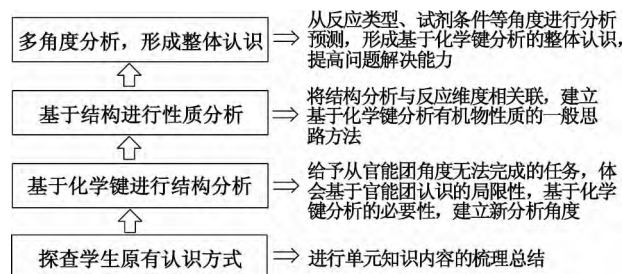 多角度分析，形成整体认识
从反应类型、试剂条件等角度进行分析
预测，形成基于化学键分析的整体认识，
提高问题解决能力
基于结构进行性质分析
将结构分析与反应维度相关联，建立
基于化学键分析有机物性质的一般思
路方法
基于化学键进行结构分析
给予从官能团角度无法完成的任务，体
会基于官能团认识的局限性，基于化学
键分析的必要性，建立新分析角度
探查学生原有认识方式
进行单元知识内容的梳理总结